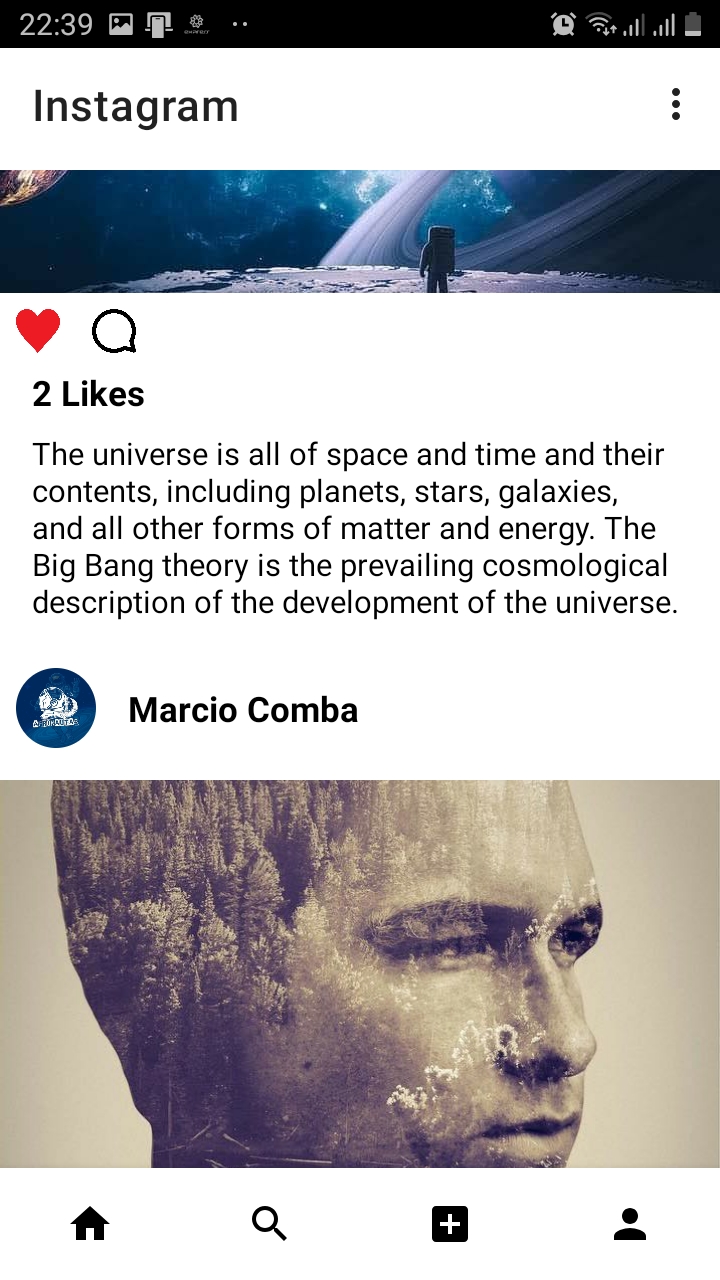 22:39
Instagram
2 Likes
The universe is all of space and time and their
contents, including planets, stars, galaxies,
and all other forms of matter and energy. The
Big Bang theory is the prevailing cosmological
description of the development of the universe.
Marcio Comba